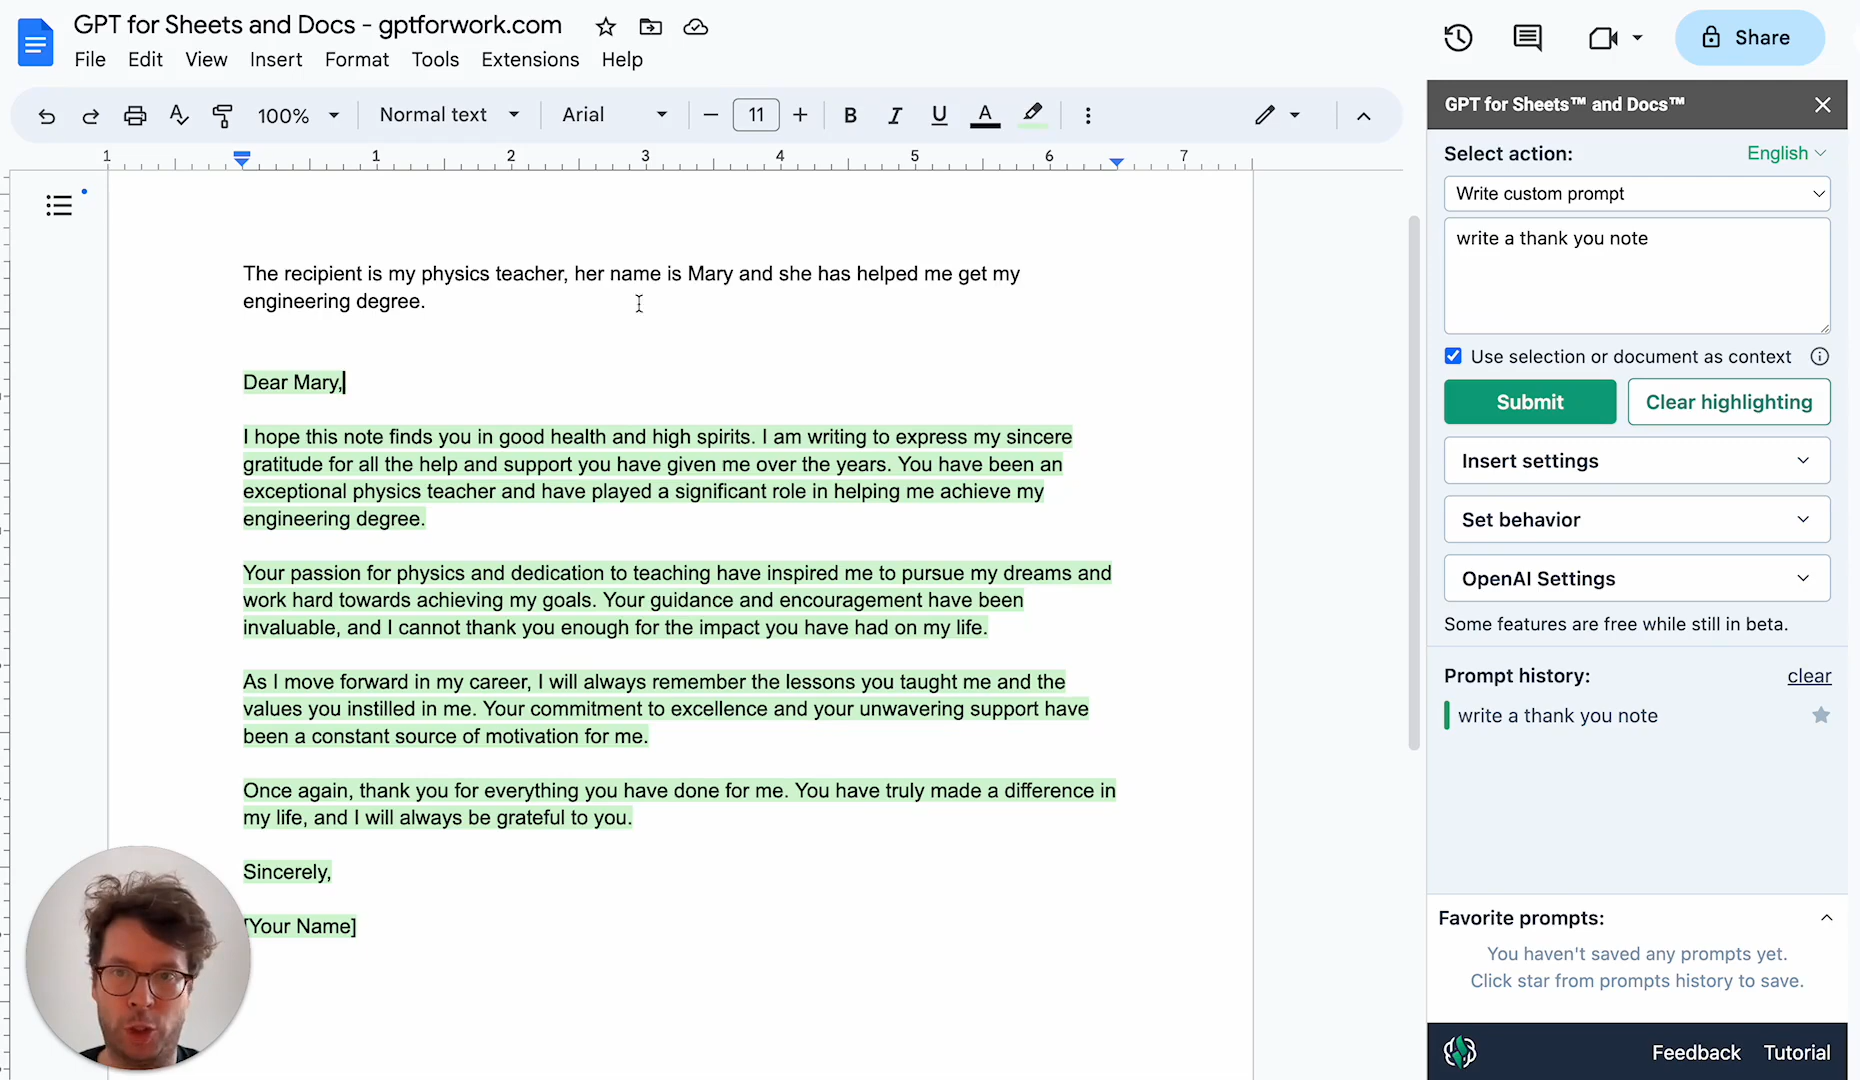 GPT for Sheets and Docs - gptforwork.com
File Edit View Insert Format Tools Extensions Help
Share
100% Normal text Arial 11 B I U A
1 1 2 3 4 5 6 7
The recipient is my physics teacher, her name is Mary and she has helped me get my
engineering degree.
Dear Mary,
I hope this note finds you in good health and high spirits. I am writing to express my sincere
gratitude for all the help and support you have given me over the years. You have been an
exceptional physics teacher and have played a significant role in helping me achieve my
engineering degree.
Your passion for physics and dedication to teaching have inspired me to pursue my dreams and
work hard towards achieving my goals. Your guidance and encouragement have been
invaluable, and I cannot thank you enough for the impact you have had on my life.
As I move forward in my career, I will always remember the lessons you taught me and the
values you instilled in me. Your commitment to excellence and your unwavering support have
been a constant source of motivation for me.
Once again, thank you for everything you have done for me. You have truly made a difference in
my life, and I will always be grateful to you.
Sincerely,
[Your Name]
GPT for Sheets™ and Docs™
Select action: English
Write custom prompt
write a thank you note
Use selection or document as context
Submit Clear highlighting
Insert settings
Set behavior
OpenAI Settings
Some features are free while still in beta.
Prompt history: clear
write a thank you note
Favorite prompts:
You haven't saved any prompts yet.
Click star from prompts history to save.
Feedback Tutorial